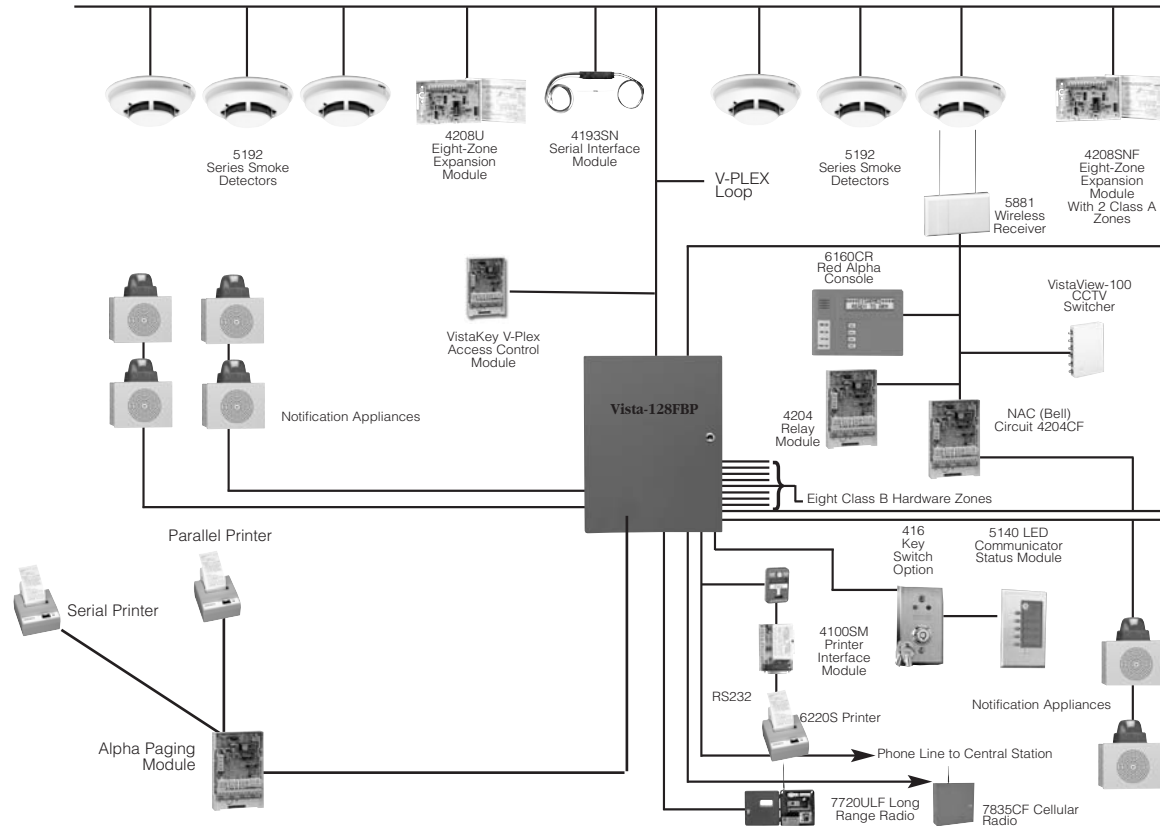 5192
Series Smoke
Detectors
4208U
Eight-Zone
Expansion
Module
4193SN
Serial Interface
Module
V-PLEX
Loop
5192
Series Smoke
Detectors
5881
Wireless
Receiver
4208SNF
Eight-Zone
Expansion
Module
With 2 Class A
Zones
6160CR
Red Alpha
Console
VistaView-100
CCTV
Switcher
VistaKey V-Plex
Access Control
Module
Notification Appliances
Vista-128FBP
4204
Relay
Module
NAC (Bell)
Circuit 4204CF
Eight Class B Hardware Zones
Parallel Printer
Serial Printer
416
Key
Switch
Option
5140 LED
Communicator
Status Module
4100SM
Printer
Interface
Module
RS232
6220S Printer
Notification Appliances
Alpha Paging
Module
Phone Line to Central Station
7720ULF Long
Range Radio
7835CF Cellular
Radio